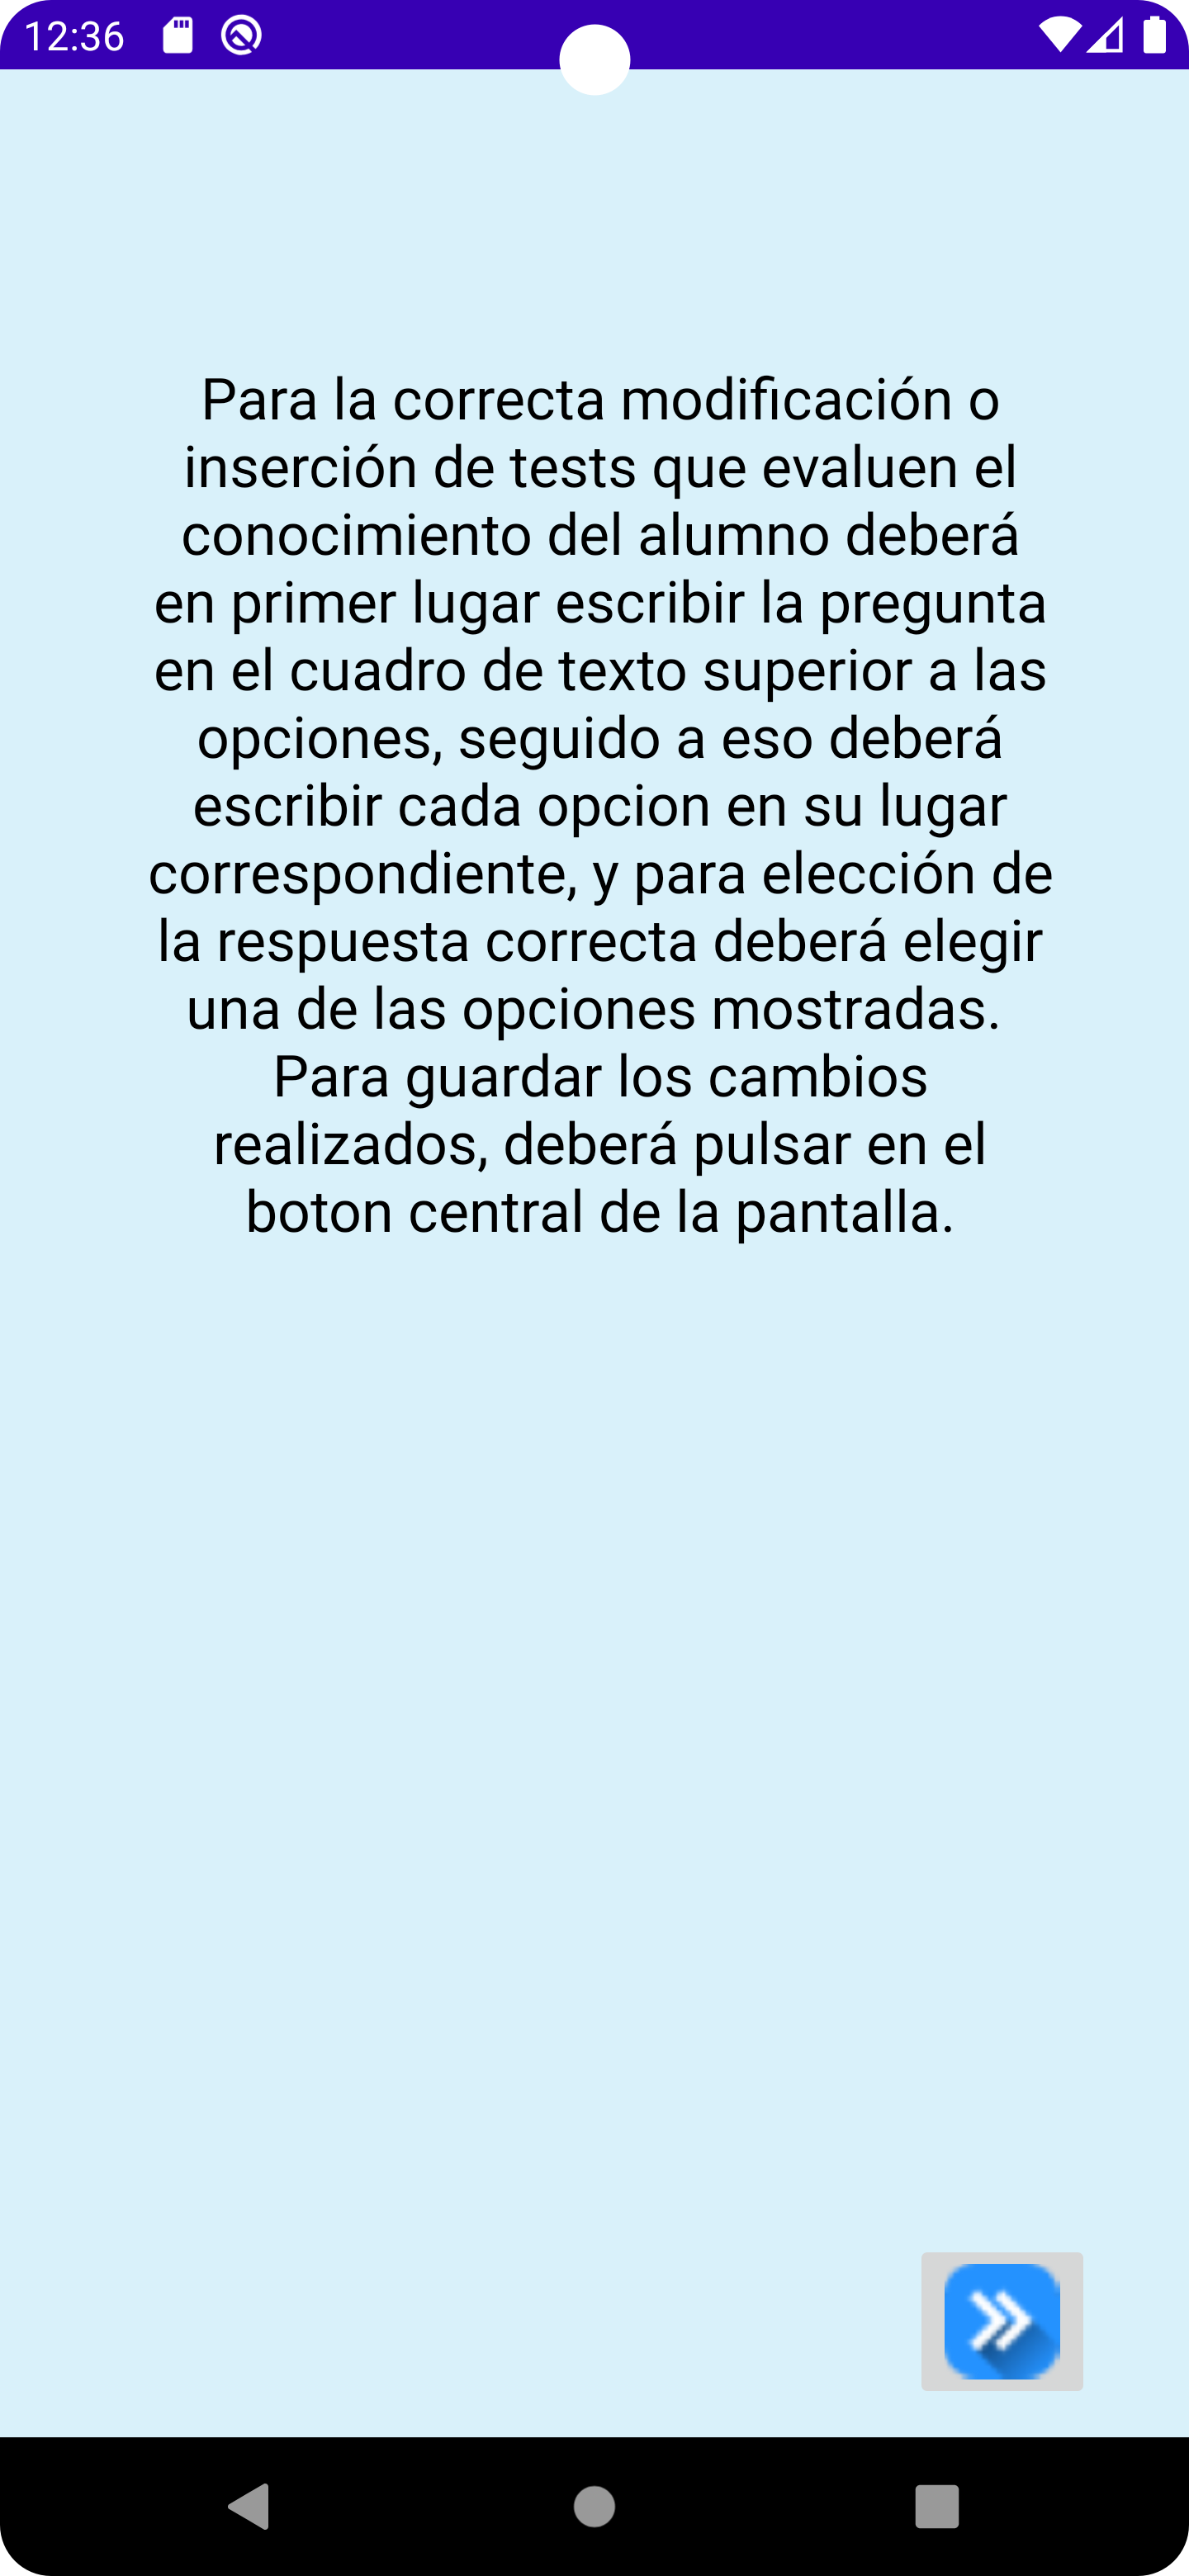 12:36
Para la correcta modificación o
inserción de tests que evaluen el
conocimiento del alumno deberá
en primer lugar escribir la pregunta
en el cuadro de texto superior a las
opciones, seguido a eso deberá
escribir cada opcion en su lugar
correspondiente, y para elección de
la respuesta correcta deberá elegir
una de las opciones mostradas.
Para guardar los cambios
realizados, deberá pulsar en el
boton central de la pantalla.